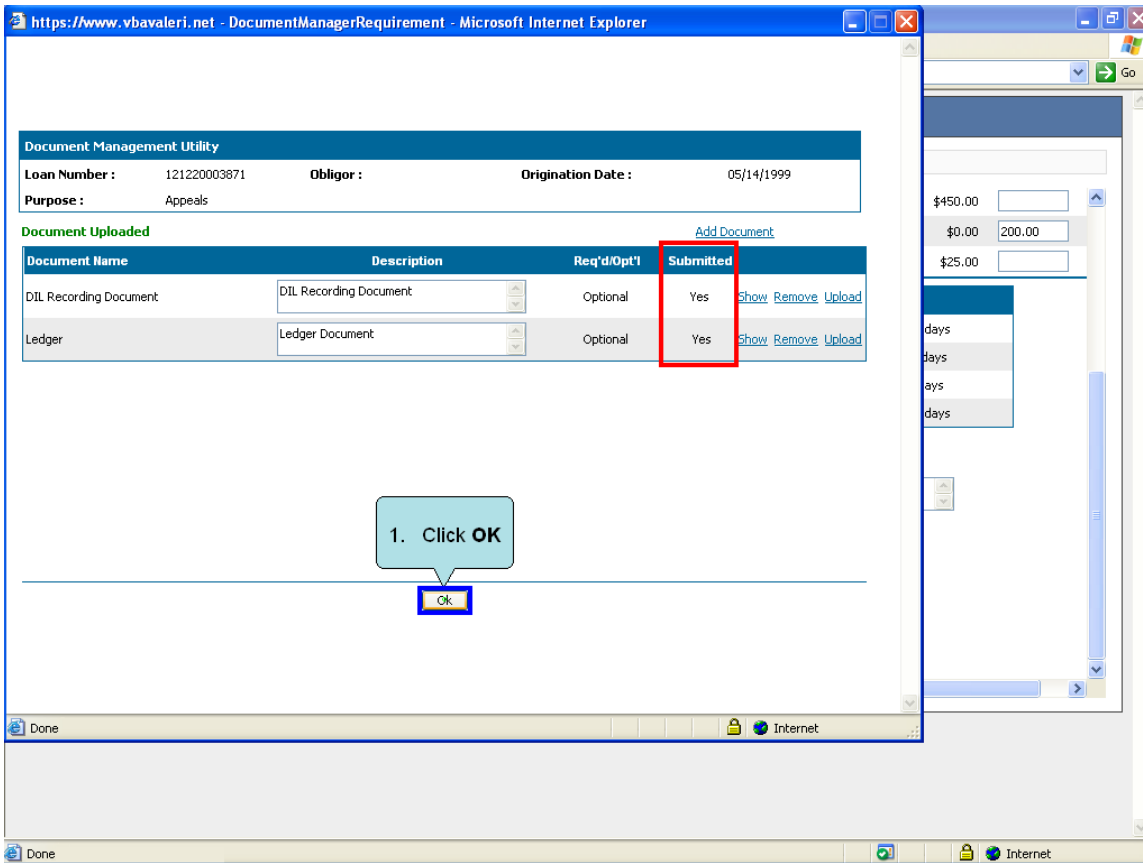 https://www.vbavaleri.net - DocumentManagerRequirement - Microsoft Internet Explorer
Go
Document Management Utility
Loan Number : 121220003871 Obligor : Origination Date : 05/14/1999
Purpose : Appeals
Document Uploaded Add Document
Document Name Description Req'd/Opt'l Submitted
DIL Recording Document DIL Recording Document Optional Yes Show Remove Upload
Ledger Ledger Document Optional Yes Show Remove Upload
$450.00
$0.00 200.00
$25.00
days
days
ays
days
1. Click OK
Ok
Done Internet
Done Internet